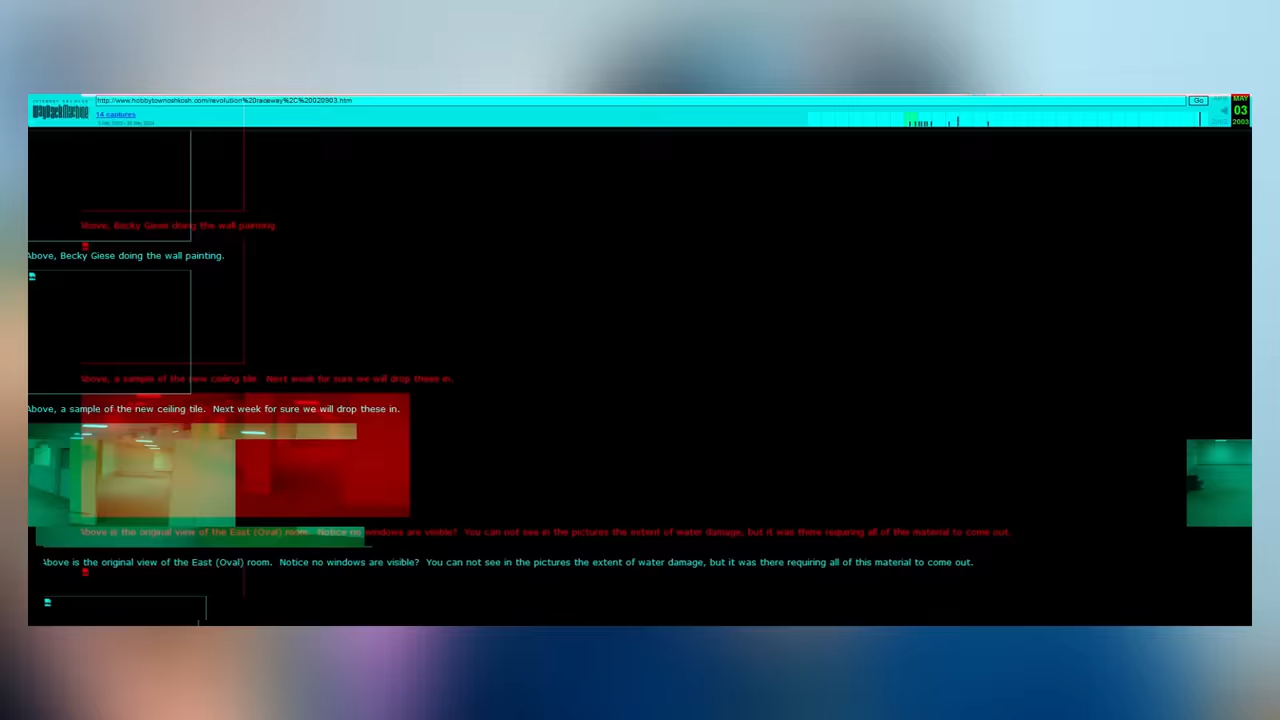 INTERNET ARCHIVE
WayBackMachine
http://www.hobbytownoshkosh.com/revolution%20raceway%2C%20020903.htm
Go
MAY
14 captures
03
2003
Above, Becky Giese doing the wall painting.
Above, Becky Giese doing the wall painting.
Above, a sample of the new ceiling tile. Next week for sure we will drop these in.
Above, a sample of the new ceiling tile. Next week for sure we will drop these in.
Above is the original view of the East (Oval) room. Notice no windows are visible? You can not see in the pictures the extent of water damage, but it was there requiring all of this material to come out.
Above is the original view of the East (Oval) room. Notice no windows are visible? You can not see in the pictures the extent of water damage, but it was there requiring all of this material to come out.